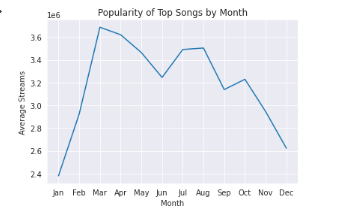 Popularity of Top Songs by Month
1e6
3.6
3.4
3.2
3.0
2.8
2.6
2.4
Average Streams
Jan Feb Mar Apr May Jun Jul Aug Sep Oct Nov Dec
Month